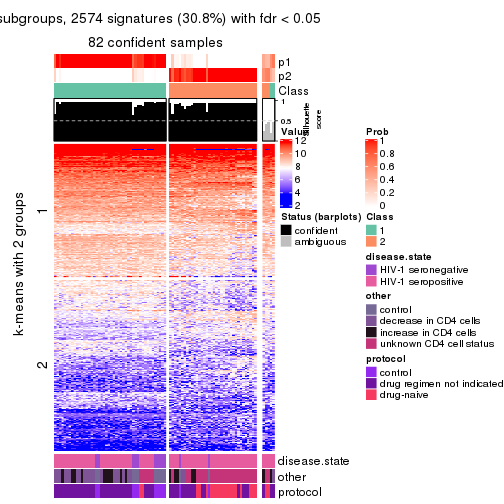 subgroups, 2574 signatures (30.8%) with fdr < 0.05
82 confident samples
p1
p2
Class
1
0.5
0
Silhouette
score
k-means with 2 groups
1
2
Value
12
10
8
6
4
2
Prob
1
0.8
0.6
0.4
0.2
0
Status (barplots)
confident
ambiguous
Class
1
2
disease.state
HIV-1 seronegative
HIV-1 seropositive
other
control
decrease in CD4 cells
increase in CD4 cells
unknown CD4 cell status
protocol
control
drug regimen not indicated
drug-naive
disease.state
other
protocol